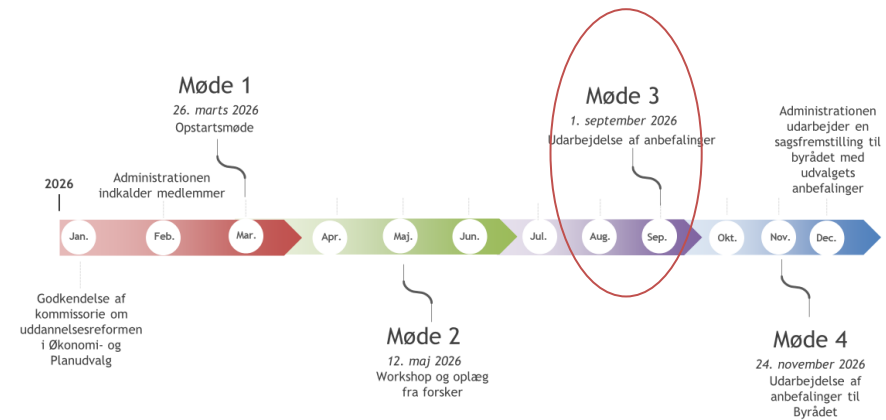 2026
Jan.
Godkendelse af
kommissorie om
uddannelsesreformen
i Økonomi- og
Planudvalg
Administrationen
indkalder medlemmer
Feb.
Møde 1
26. marts 2026
Opstartsmøde
Mar.
Apr.
Maj.
Møde 2
12. maj 2026
Workshop og oplæg
fra forsker
Jun.
Jul.
Aug.
Møde 3
1. september 2026
Udarbejdelse af anbefalinger
Sep.
Okt.
Nov.
Møde 4
24. november 2026
Udarbejdelse af
anbefalinger til
Byrådet
Administrationen
udarbejder en
sagsfremstilling til
byrådet med
udvalgets
anbefalinger
Dec.